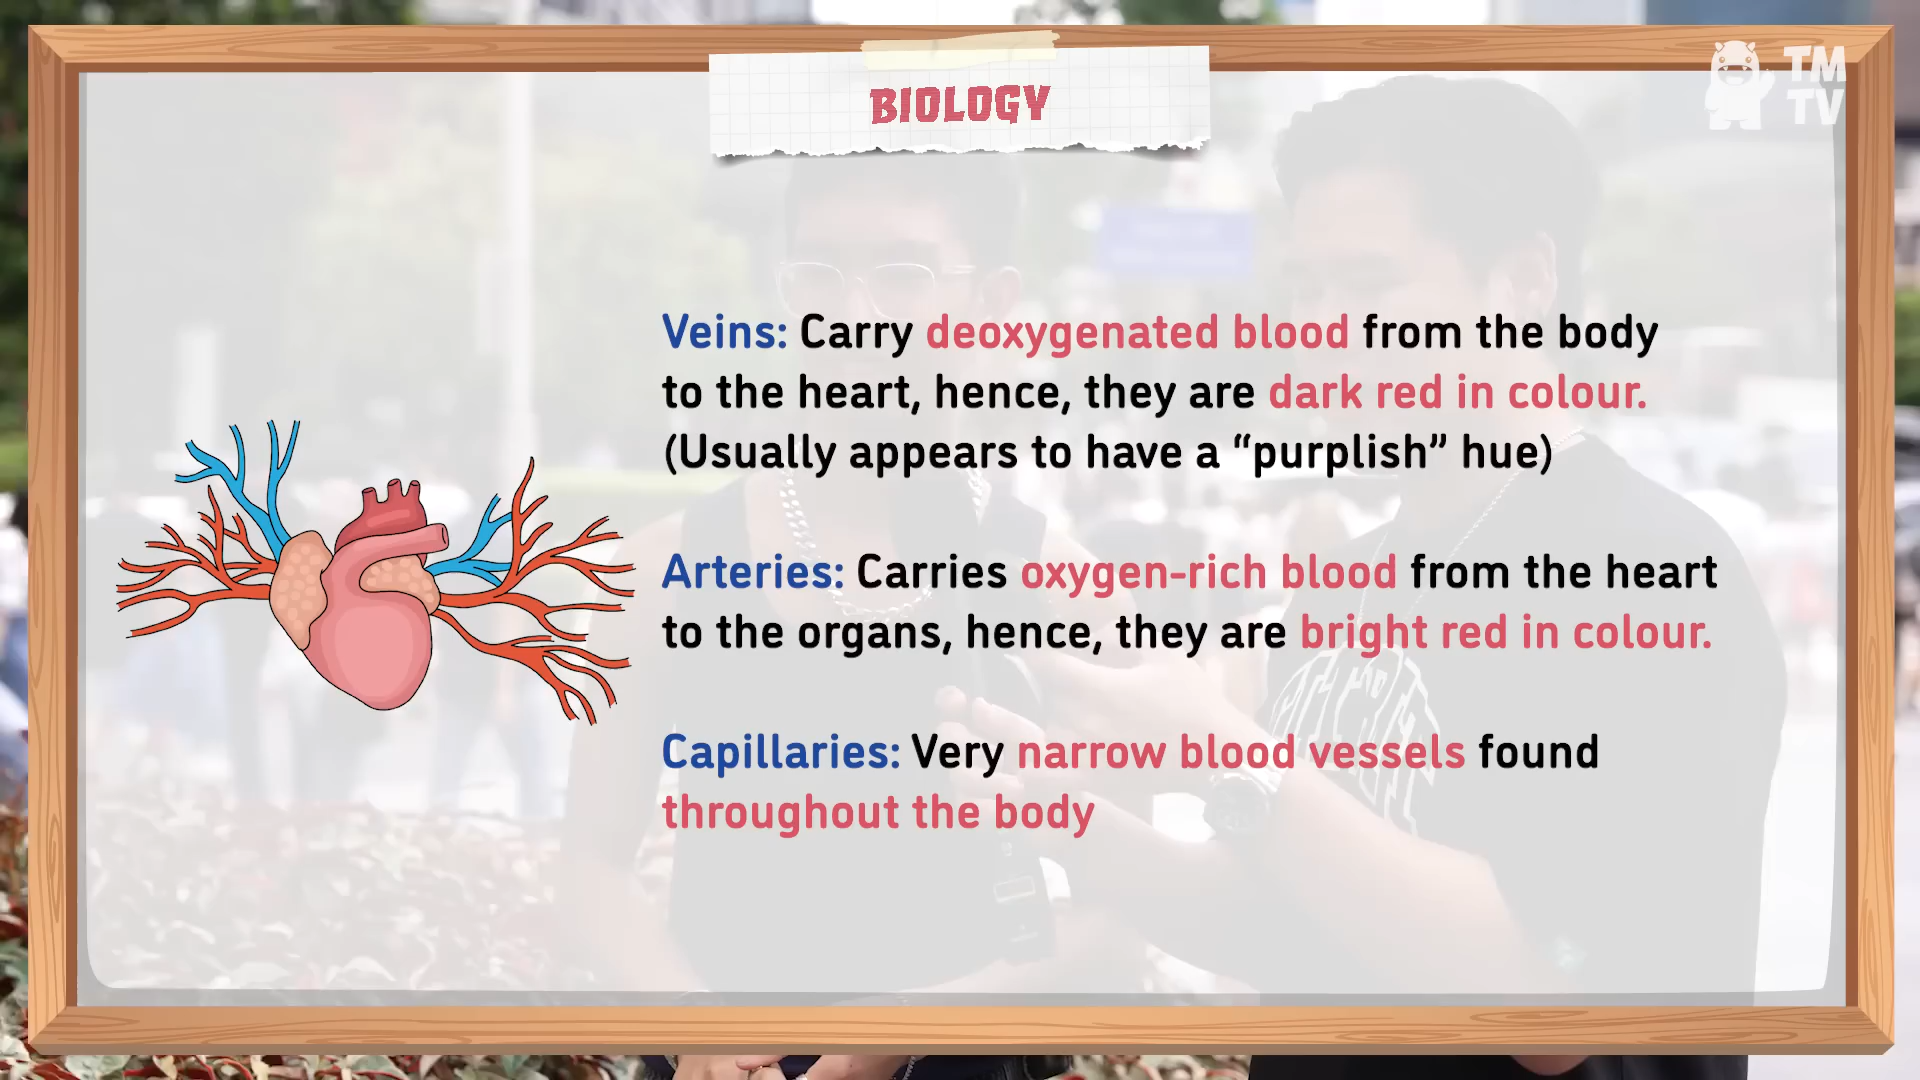 BIOLOGY
TM
TV
Veins: Carry deoxygenated blood from the body
to the heart, hence, they are dark red in colour.
(Usually appears to have a “purplish” hue)
Arteries: Carries oxygen-rich blood from the heart
to the organs, hence, they are bright red in colour.
Capillaries: Very narrow blood vessels found
throughout the body